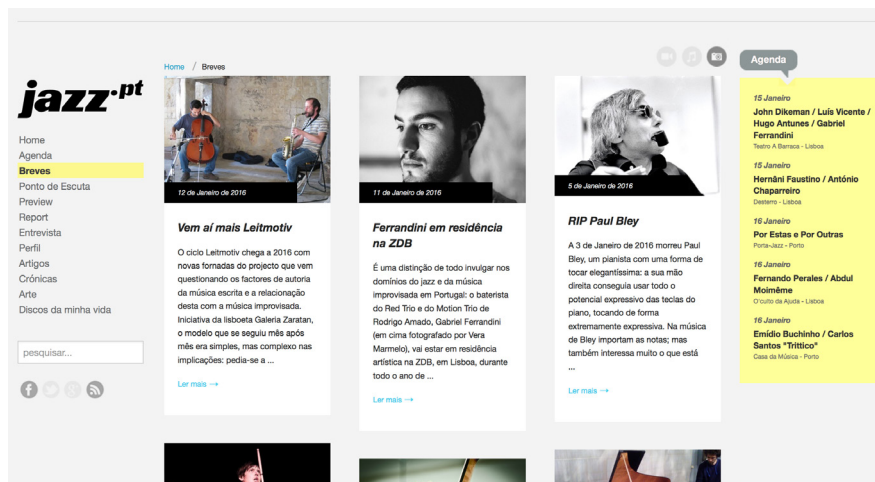 Home / Breves
Agenda
jazz.pt
Home
Agenda
Breves
Ponto de Escuta
Preview
Report
Entrevista
Perfil
Artigos
Crónicas
Arte
Discos da minha vida
pesquisar...
12 de Janeiro de 2016
Vem aí mais Leitmotiv
O ciclo Leitmotiv chega a 2016 com
novas fornadas do projecto que vem
questionando os factores de autoria
da música escrita e a relacionação
desta com a música improvisada.
Iniciativa da lisboeta Galeria Zaratan,
o modelo que se seguiu mês após
mês era simples, mas complexo nas
implicações: pedia-se a ...
Ler mais →
11 de Janeiro de 2016
Ferrandini em residência
na ZDB
É uma distinção de todo invulgar nos
domínios do jazz e da música
improvisada em Portugal: o baterista
do Red Trio e do Motion Trio de
Rodrigo Amado, Gabriel Ferrandini
(em cima fotografado por Vera
Marmelo), vai estar em residência
artística na ZDB, em Lisboa, durante
todo o ano de ...
Ler mais →
5 de Janeiro de 2016
RIP Paul Bley
A 3 de Janeiro de 2016 morreu Paul
Bley, um pianista com uma forma de
tocar elegantíssima: a sua mão
direita conseguia usar todo o
potencial expressivo das teclas do
piano, tocando de forma
extremamente expressiva. Na música
de Bley importam as notas; mas
também interessa muito o que está
...
Ler mais →
15 Janeiro
John Dikeman / Luís Vicente /
Hugo Antunes / Gabriel
Ferrandini
Teatro A Barraca - Lisboa
15 Janeiro
Hernâni Faustino / António
Chaparreiro
Desterro - Lisboa
16 Janeiro
Por Estas e Por Outras
Porta-Jazz - Porto
16 Janeiro
Fernando Perales / Abdul
Moimême
O'culto da Ajuda - Lisboa
16 Janeiro
Emídio Buchinho / Carlos
Santos "Trittico"
Casa da Música - Porto